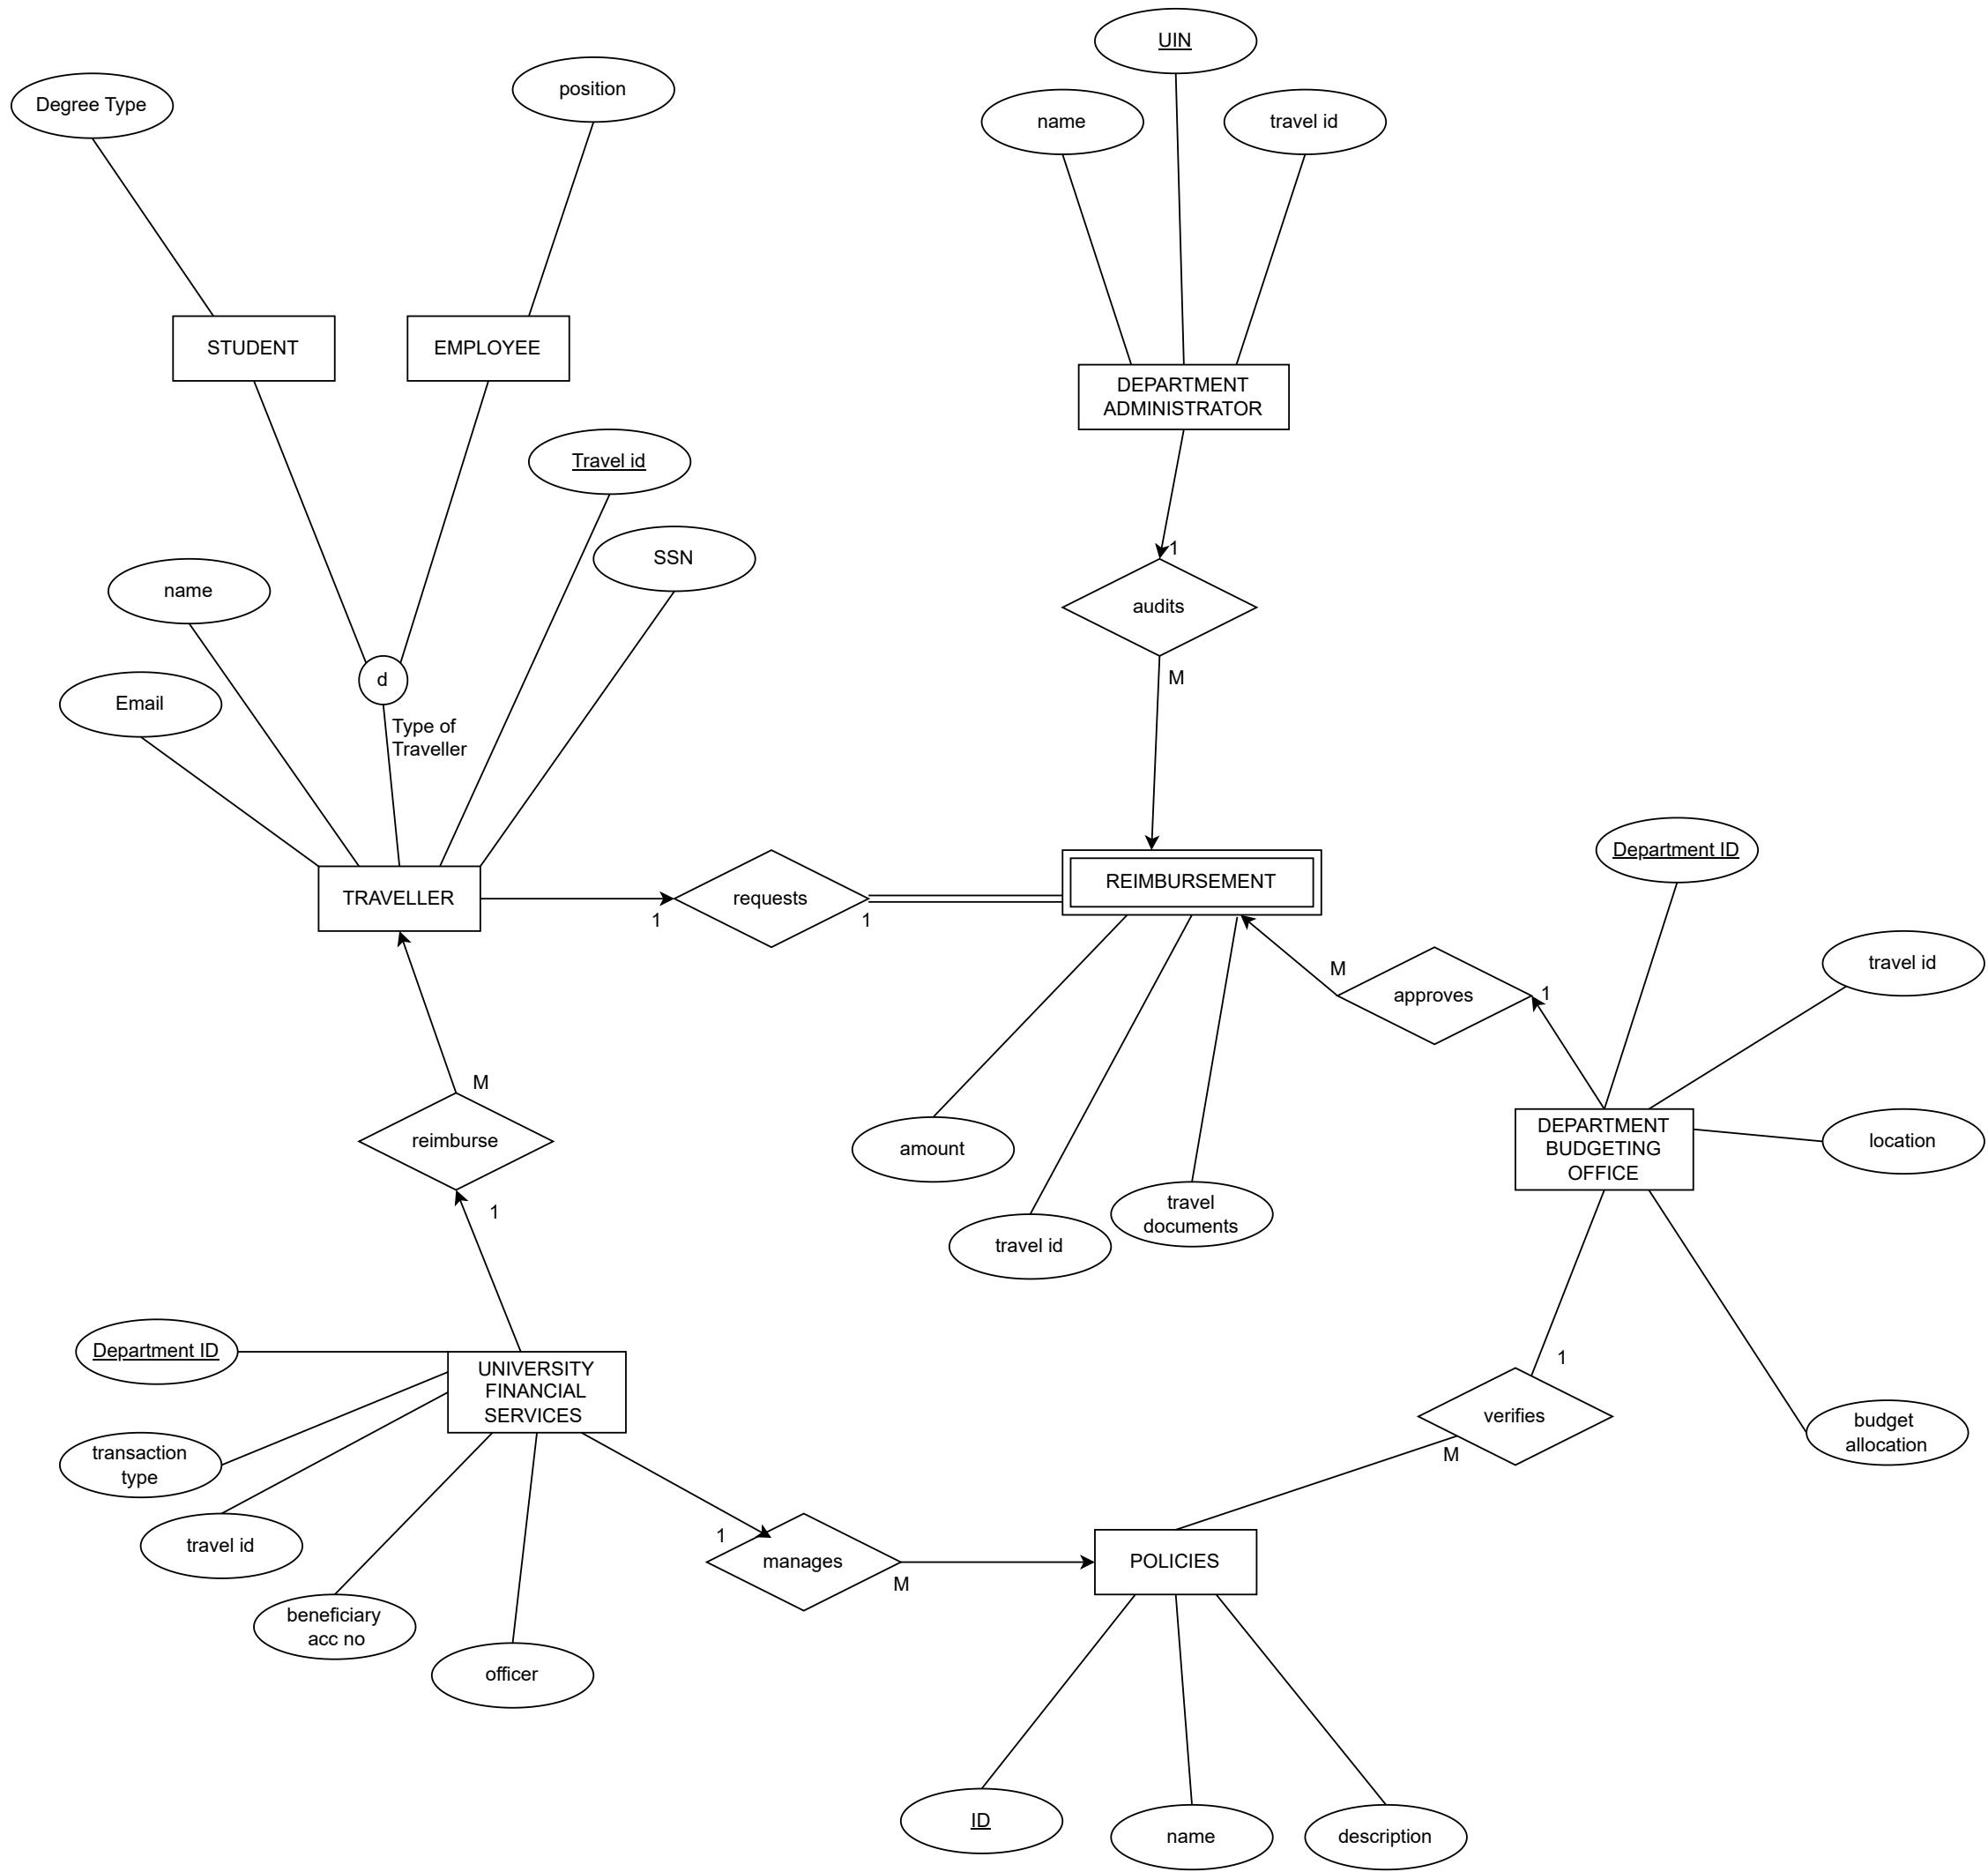 UIN
position
Degree Type
name
travel id
STUDENT
EMPLOYEE
DEPARTMENT
ADMINISTRATOR
Travel id
1
SSN
name
audits
M
d
Email
Type of
Traveller
Department ID
REIMBURSEMENT
TRAVELLER
requests
1
1
travel id
M
approves
1
M
reimburse
1
amount
travel
documents
travel id
DEPARTMENT
BUDGETING
OFFICE
location
Department ID
UNIVERSITY
FINANCIAL
SERVICES
1
verifies
M
budget
allocation
transaction
type
travel id
1
manages
M
POLICIES
beneficiary
acc no
officer
ID
name
description